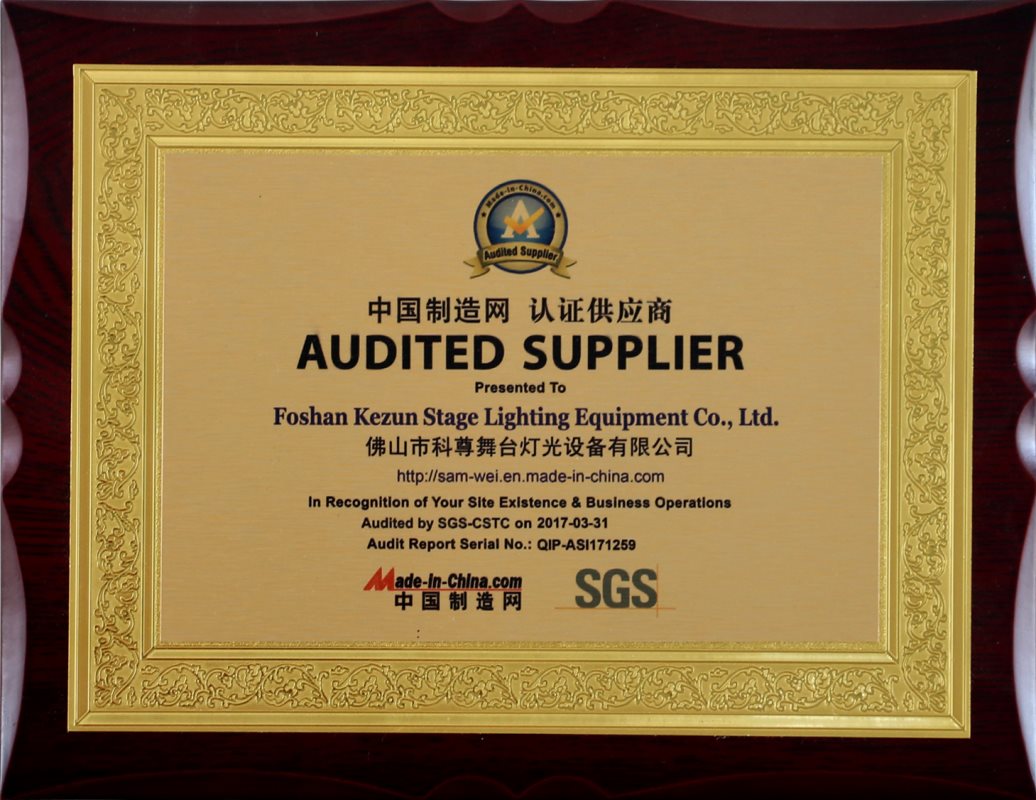 Made-in-China.com
Audited Supplier
中国制造网 认证供应商
AUDITED SUPPLIER
Presented To
Foshan Kezun Stage Lighting Equipment Co., Ltd.
佛山市科尊舞台灯光设备有限公司
http://sam-wei.en.made-in-china.com
In Recognition of Your Site Existence & Business Operations
Audited by SGS-CSTC on 2017-03-31
Audit Report Serial No.: QIP-ASI171259
Made-in-China.com
中国制造网
SGS